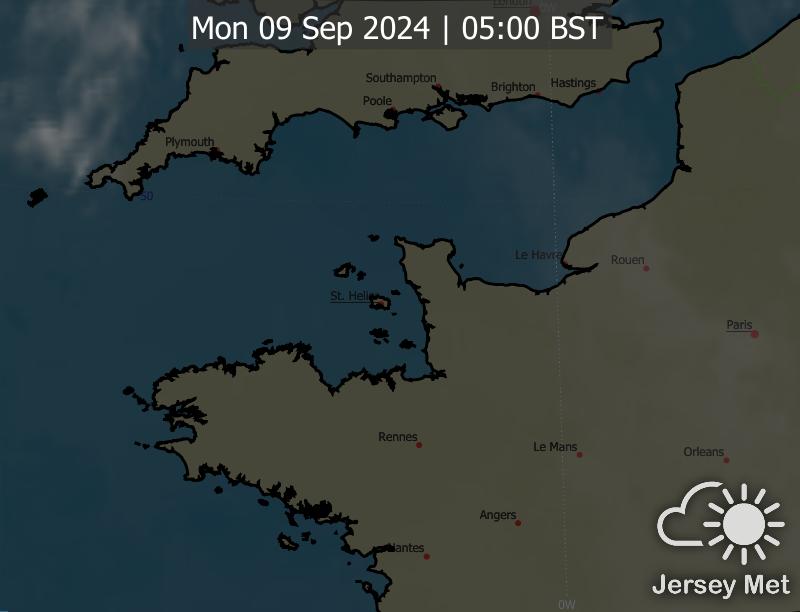 London
0W
Mon 09 Sep 2024 | 05:00 BST
Southampton
Brighton
Hastings
Poole
Plymouth
50
Le Havre
Rouen
St. Helier
Paris
Rennes
Le Mans
Orleans
Angers
Nantes
Jersey Met
0W